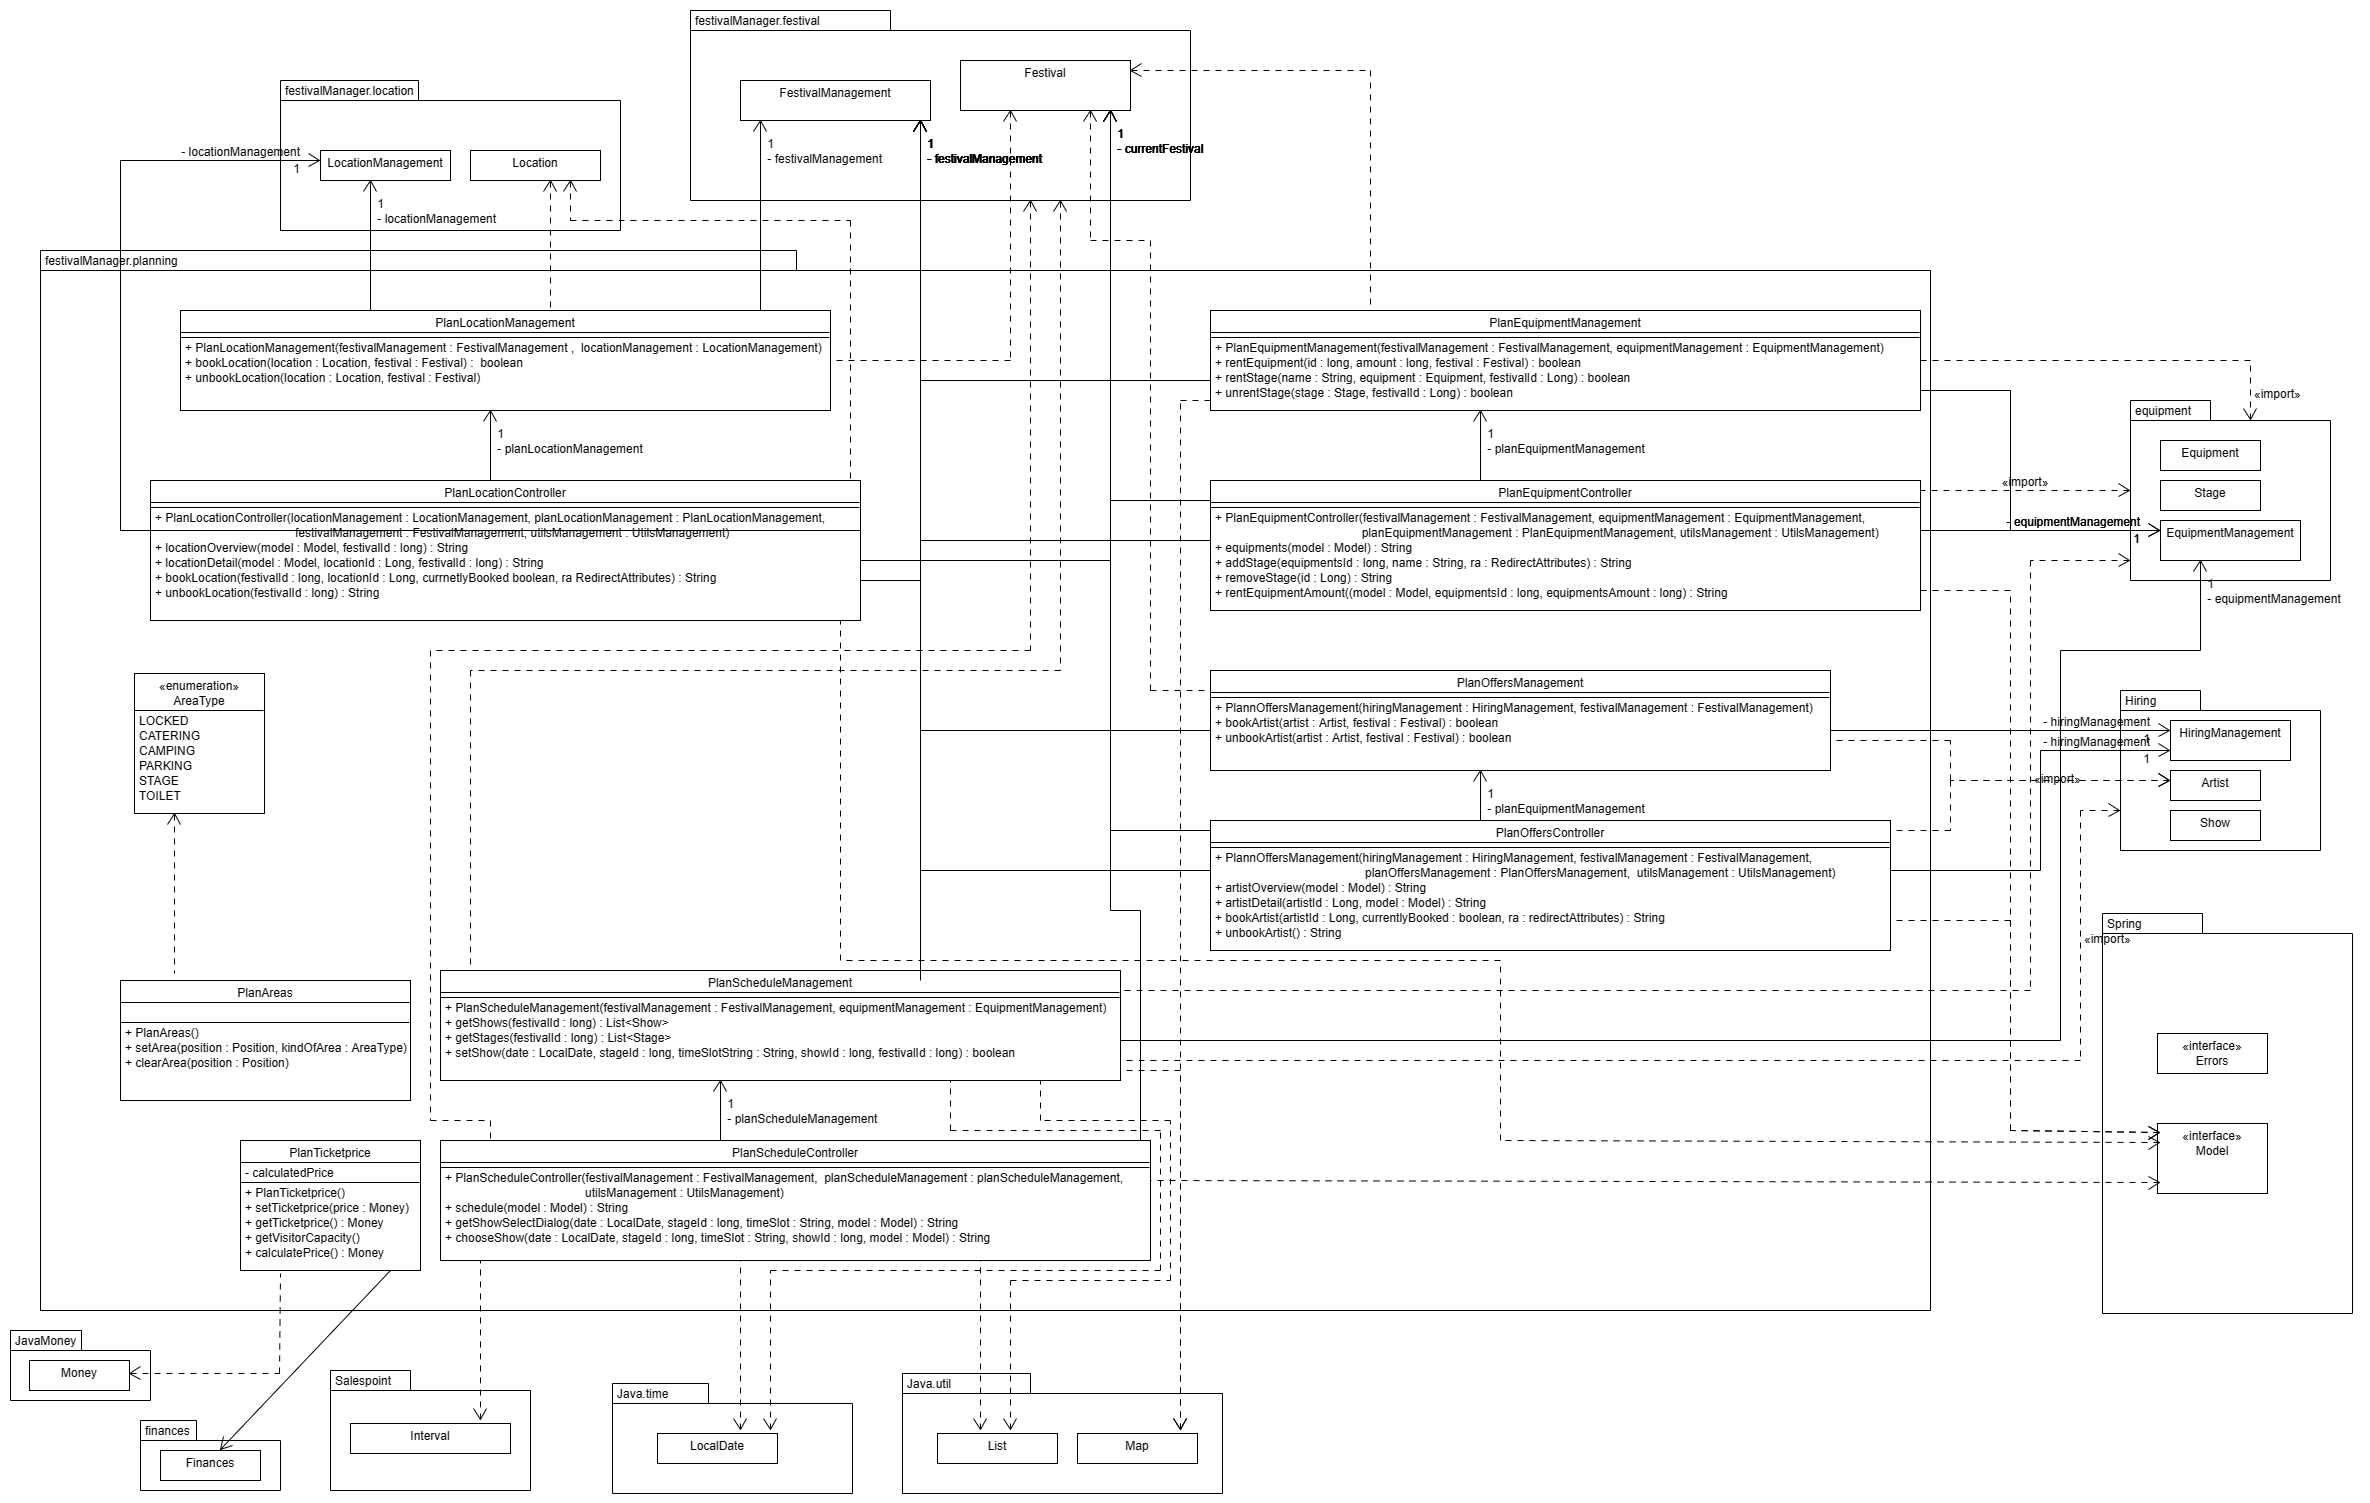 festivalManager.festival
Festival
FestivalManagement
festivalManager.location
1
- festivalManagement
1
- festivalManagement
1
- currentFestival
- locationManagement
1
LocationManagement
Location
1
- locationManagement
festivalManager.planning
PlanLocationManagement
+ PlanLocationManagement(festivalManagement : FestivalManagement , locationManagement : LocationManagement)
+ bookLocation(location : Location, festival : Festival) : boolean
+ unbookLocation(location : Location, festival : Festival)
PlanEquipmentManagement
+ PlanEquipmentManagement(festivalManagement : FestivalManagement, equipmentManagement : EquipmentManagement)
+ rentEquipment(id : long, amount : long, festival : Festival) : boolean
+ rentStage(name : String, equipment : Equipment, festivalId : Long) : boolean
+ unrentStage(stage : Stage, festivalId : Long) : boolean
«import»
1
- planLocationManagement
1
- planEquipmentManagement
equipment
Equipment
Stage
EquipmentManagement
«import»
- equipmentManagement
1
1
- equipmentManagement
PlanLocationController
+ PlanLocationController(locationManagement : LocationManagement, planLocationManagement : PlanLocationManagement,
festivalManagement : FestivalManagement, utilsManagement : UtilsManagement)
+ locationOverview(model : Model, festivalId : long) : String
+ locationDetail(model : Model, locationId : Long, festivalId : long) : String
+ bookLocation(festivalId : long, locationId : Long, currnetlyBooked boolean, ra RedirectAttributes) : String
+ unbookLocation(festivalId : long) : String
PlanEquipmentController
+ PlanEquipmentController(festivalManagement : FestivalManagement, equipmentManagement : EquipmentManagement,
planEquipmentManagement : PlanEquipmentManagement, utilsManagement : UtilsManagement)
+ equipments(model : Model) : String
+ addStage(equipmentsId : long, name : String, ra : RedirectAttributes) : String
+ removeStage(id : Long) : String
+ rentEquipmentAmount((model : Model, equipmentsId : long, equipmentsAmount : long) : String
«enumeration»
AreaType
LOCKED
CATERING
CAMPING
PARKING
STAGE
TOILET
PlanOffersManagement
+ PlannOffersManagement(hiringManagement : HiringManagement, festivalManagement : FestivalManagement)
+ bookArtist(artist : Artist, festival : Festival) : boolean
+ unbookArtist(artist : Artist, festival : Festival) : boolean
Hiring
- hiringManagement
1
- hiringManagement
1
HiringManagement
«import»
Artist
Show
1
- planEquipmentManagement
PlanOffersController
+ PlannOffersManagement(hiringManagement : HiringManagement, festivalManagement : FestivalManagement,
planOffersManagement : PlanOffersManagement, utilsManagement : UtilsManagement)
+ artistOverview(model : Model) : String
+ artistDetail(artistId : Long, model : Model) : String
+ bookArtist(artistId : Long, currentlyBooked : boolean, ra : redirectAttributes) : String
+ unbookArtist() : String
Spring
«import»
«interface»
Errors
«interface»
Model
PlanAreas
+ PlanAreas()
+ setArea(position : Position, kindOfArea : AreaType)
+ clearArea(position : Position)
PlanScheduleManagement
+ PlanScheduleManagement(festivalManagement : FestivalManagement, equipmentManagement : EquipmentManagement)
+ getShows(festivalId : long) : List<Show>
+ getStages(festivalId : long) : List<Stage>
+ setShow(date : LocalDate, stageId : long, timeSlotString : String, showId : long, festivalId : long) : boolean
1
- planScheduleManagement
PlanTicketprice
- calculatedPrice
+ PlanTicketprice()
+ setTicketprice(price : Money)
+ getTicketprice() : Money
+ getVisitorCapacity()
+ calculatePrice() : Money
PlanScheduleController
+ PlanScheduleController(festivalManagement : FestivalManagement, planScheduleManagement : planScheduleManagement,
utilsManagement : UtilsManagement)
+ schedule(model : Model) : String
+ getShowSelectDialog(date : LocalDate, stageId : long, timeSlot : String, model : Model) : String
+ chooseShow(date : LocalDate, stageId : long, timeSlot : String, showId : long, model : Model) : String
JavaMoney
Money
finances
Finances
Salespoint
Interval
Java.time
LocalDate
Java.util
List
Map